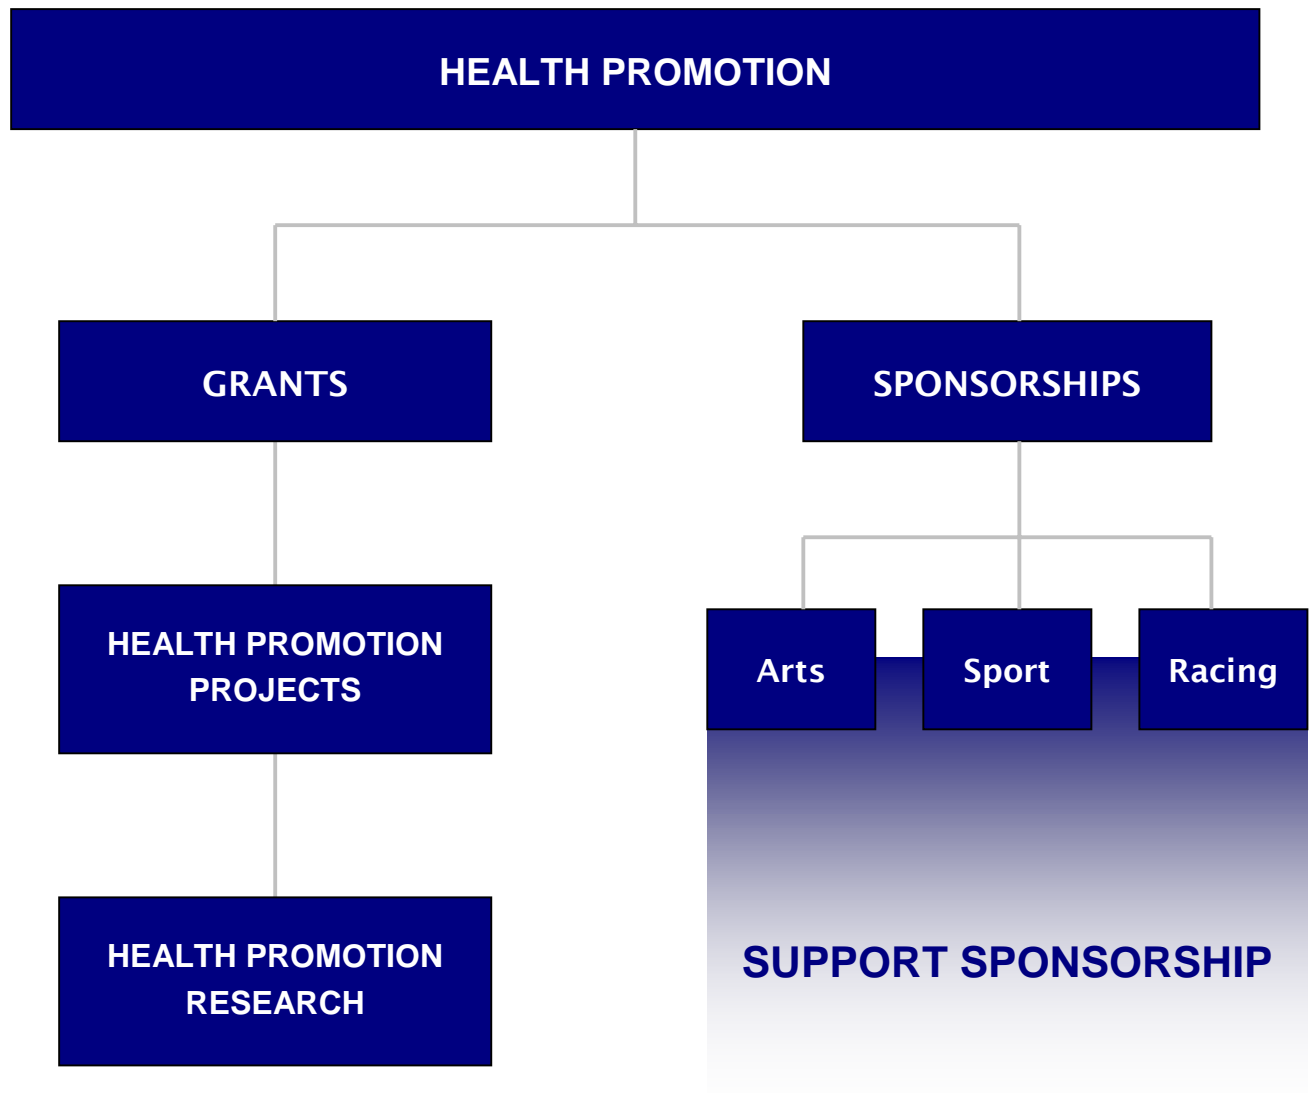 HEALTH PROMOTION
GRANTS
SPONSORSHIPS
HEALTH PROMOTION
PROJECTS
Arts
Sport
Racing
HEALTH PROMOTION
RESEARCH
SUPPORT SPONSORSHIP